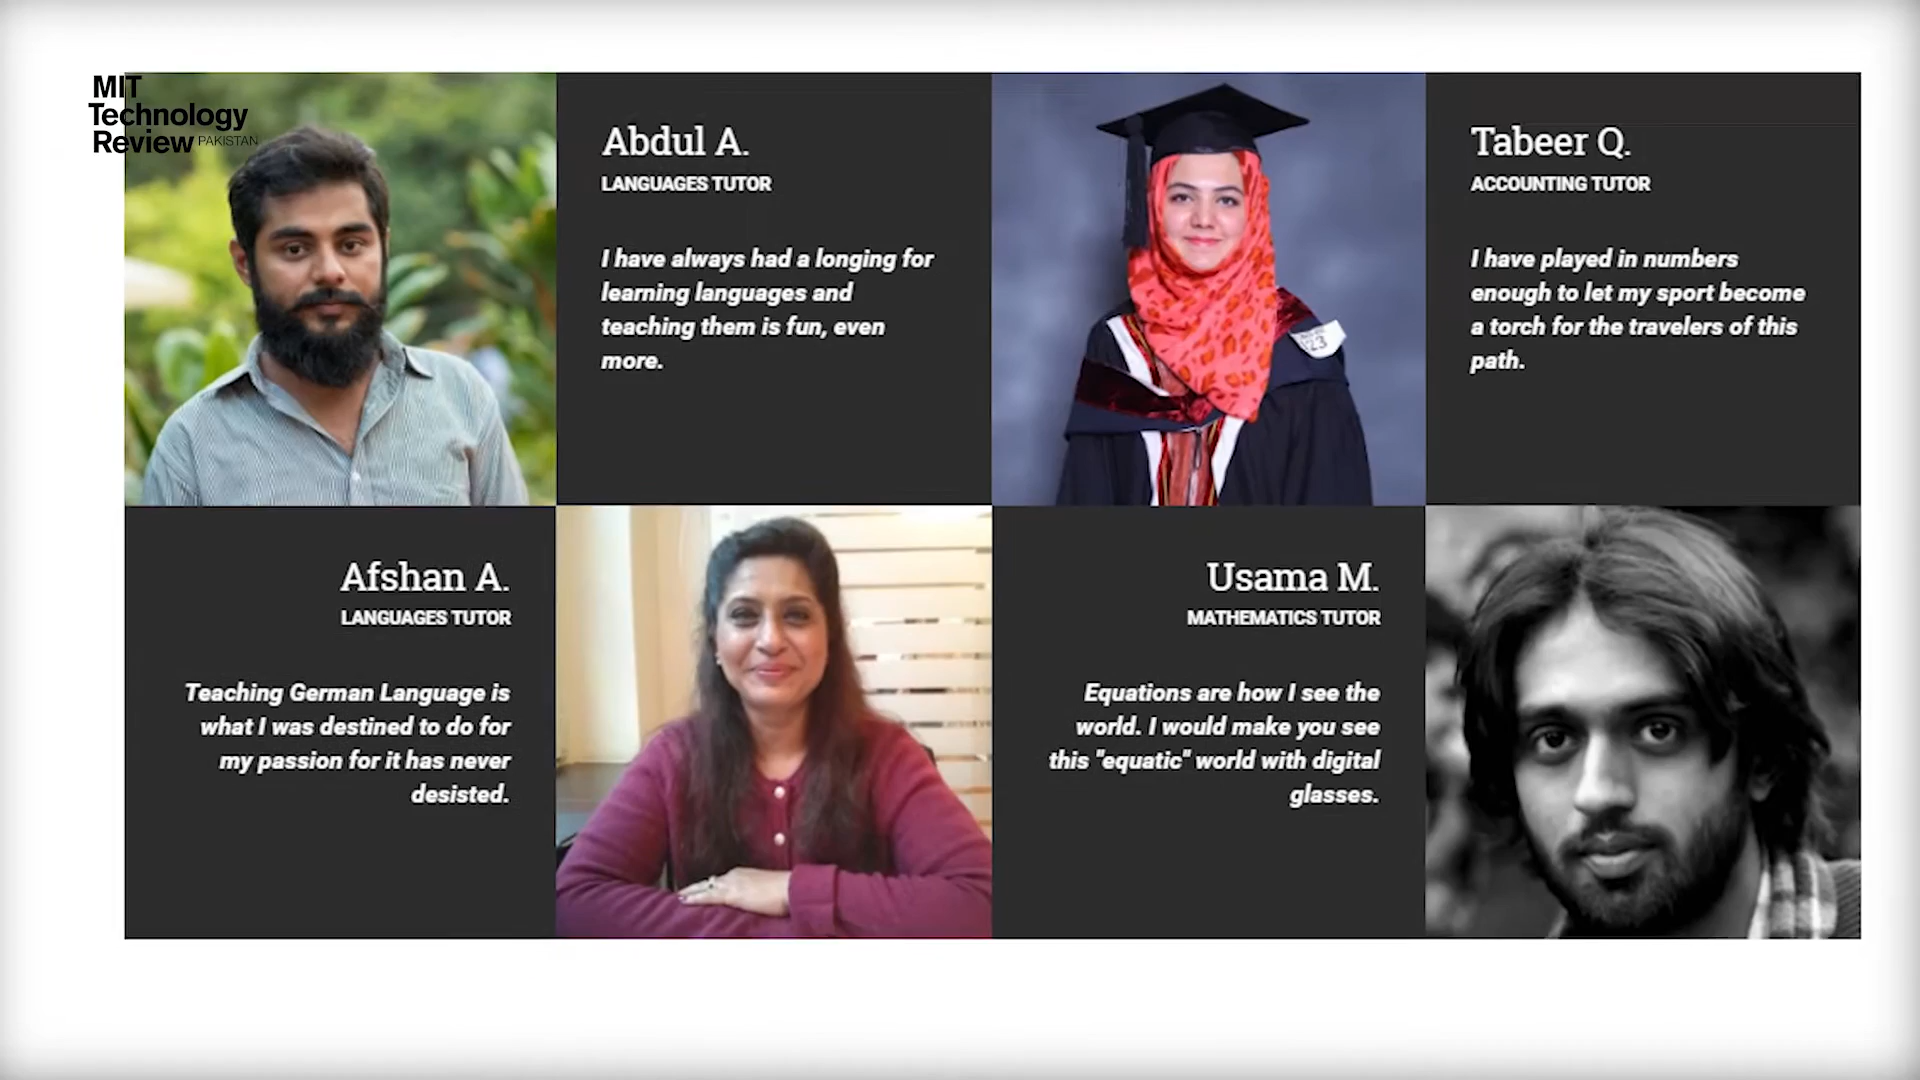 MIT
Technology
Review PAKISTAN
Abdul A.
LANGUAGES TUTOR
I have always had a longing for
learning languages and
teaching them is fun, even
more.
Tabeer Q.
ACCOUNTING TUTOR
I have played in numbers
enough to let my sport become
a torch for the travelers of this
path.
Afshan A.
LANGUAGES TUTOR
Teaching German Language is
what I was destined to do for
my passion for it has never
desisted.
Usama M.
MATHEMATICS TUTOR
Equations are how I see the
world. I would make you see
this "equatic" world with digital
glasses.